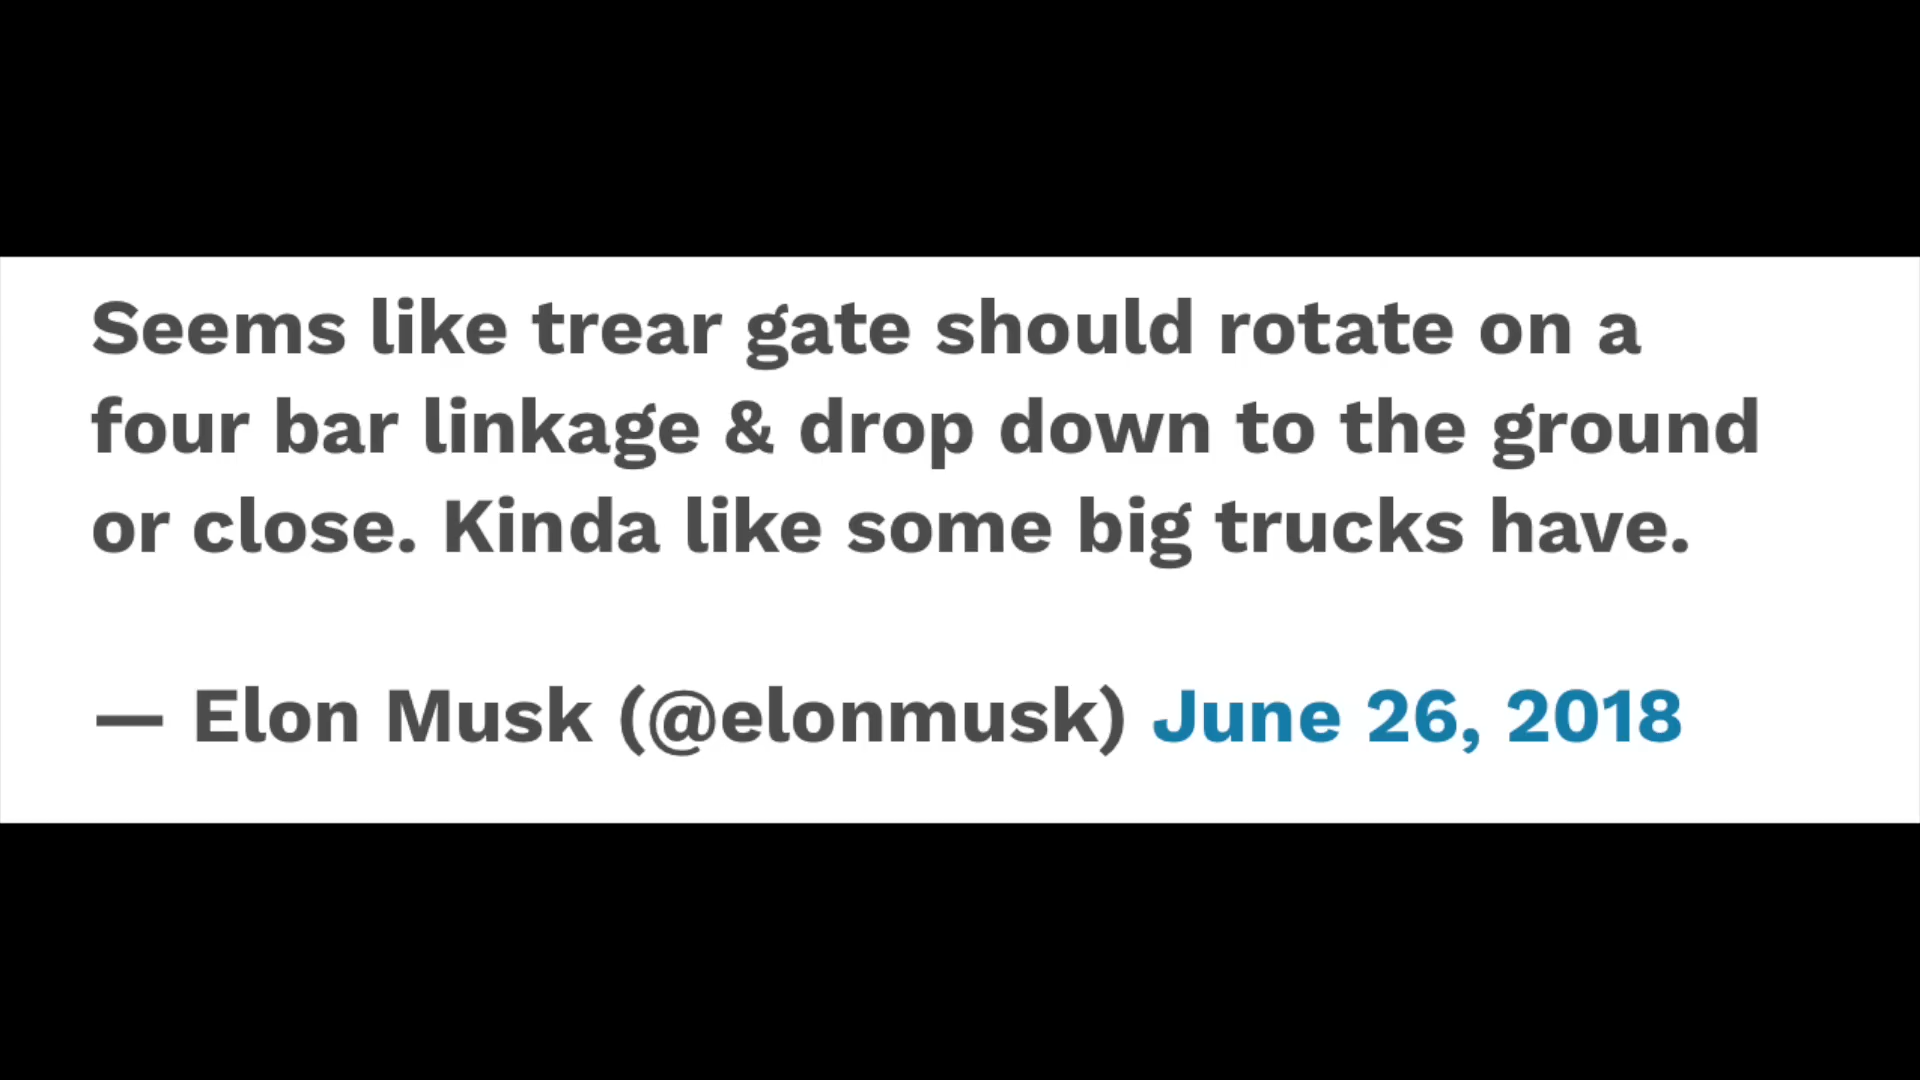 Seems like trear gate should rotate on a
four bar linkage & drop down to the ground
or close. Kinda like some big trucks have.
— Elon Musk (@elonmusk) June 26, 2018